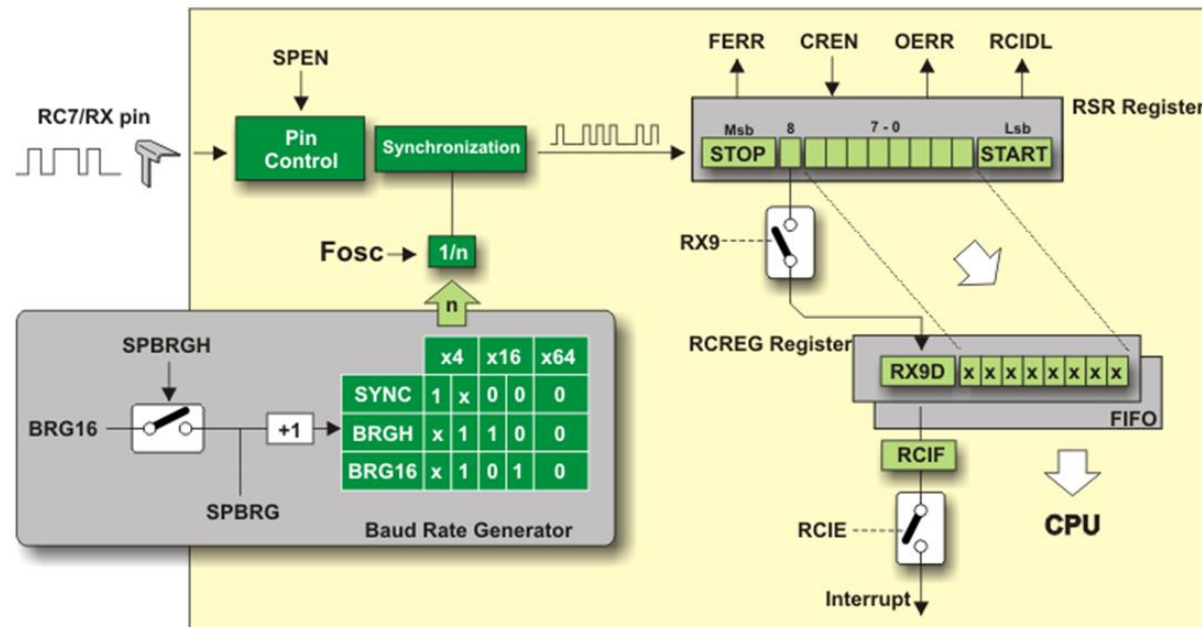 FERR CREN OERR RCIDL
SPEN
RSR Register
RC7/RX pin
Pin Control
Synchronization
Msb 8 7 - 0 Lsb
STOP START
RX9
Fosc
1/n
n
SPBRGH
BRG16
+1
SPBRG
x4 x16 x64
SYNC 1 x 0 0 0
BRGH x 1 1 0 0
BRG16 x 1 0 1 0
Baud Rate Generator
RCREG Register
RX9D x x x x x x x x
FIFO
RCIF
RCIE
CPU
Interrupt